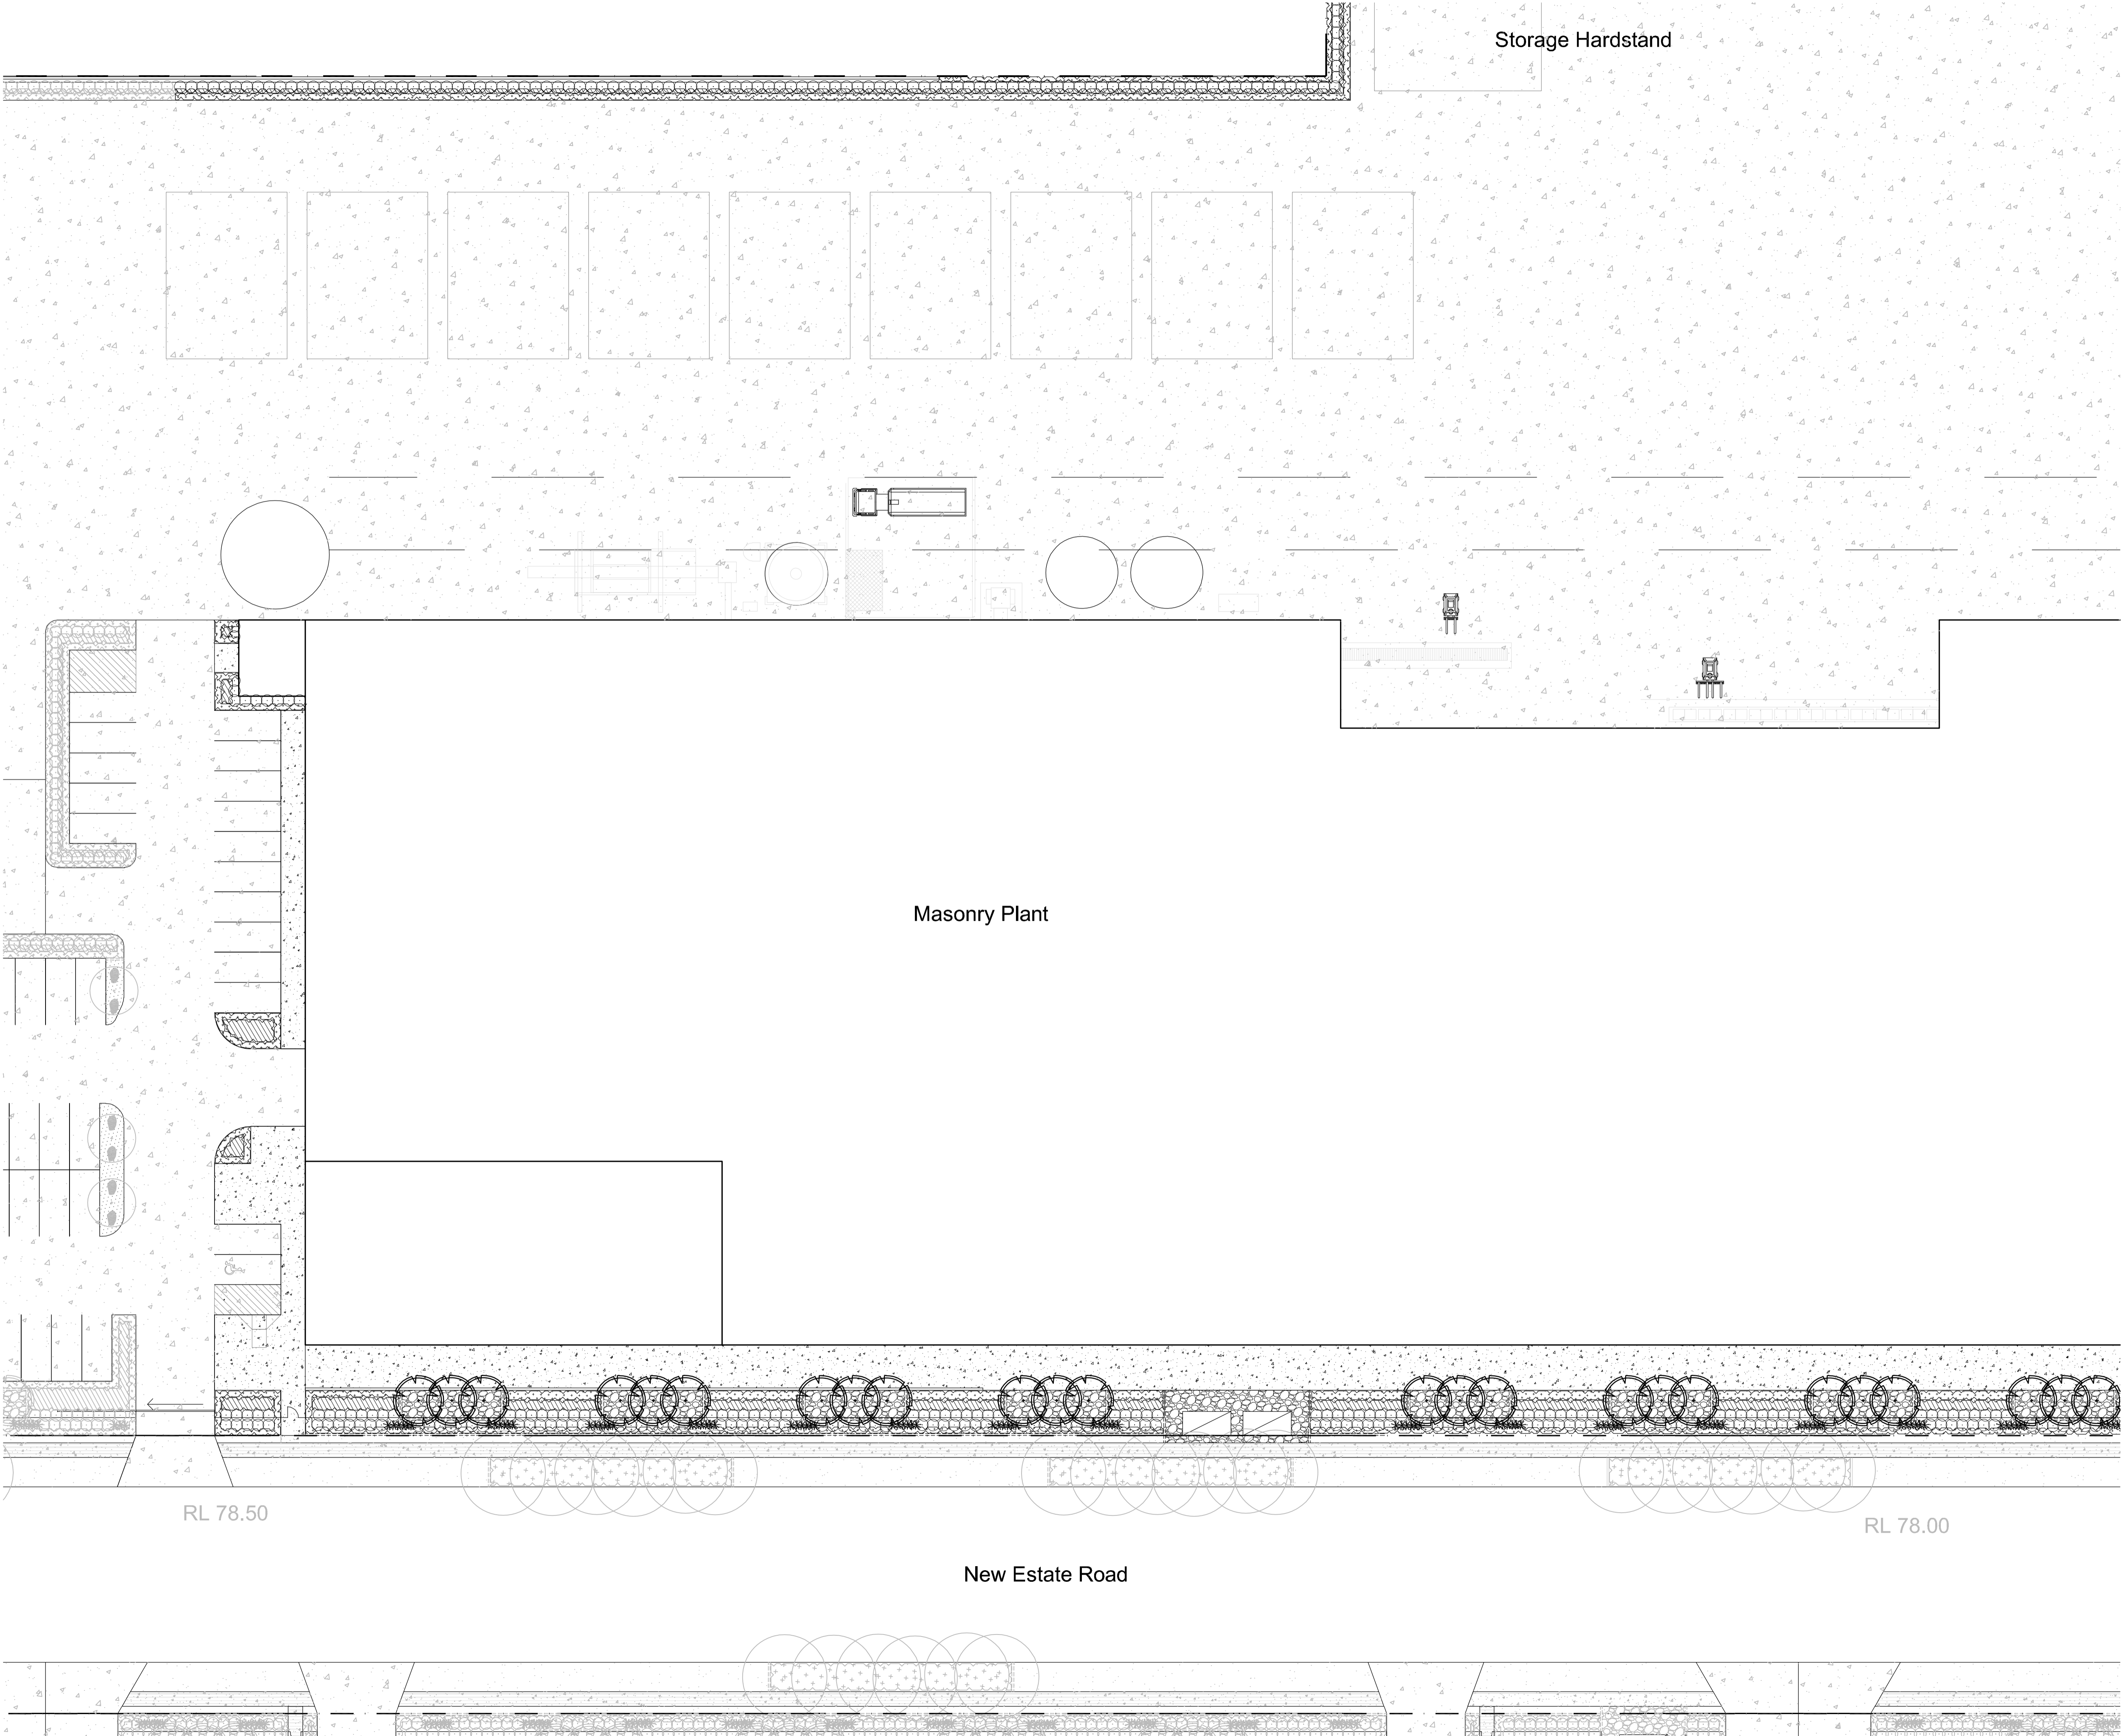 Storage Hardstand
Masonry Plant
RL 78.50
RL 78.00
New Estate Road